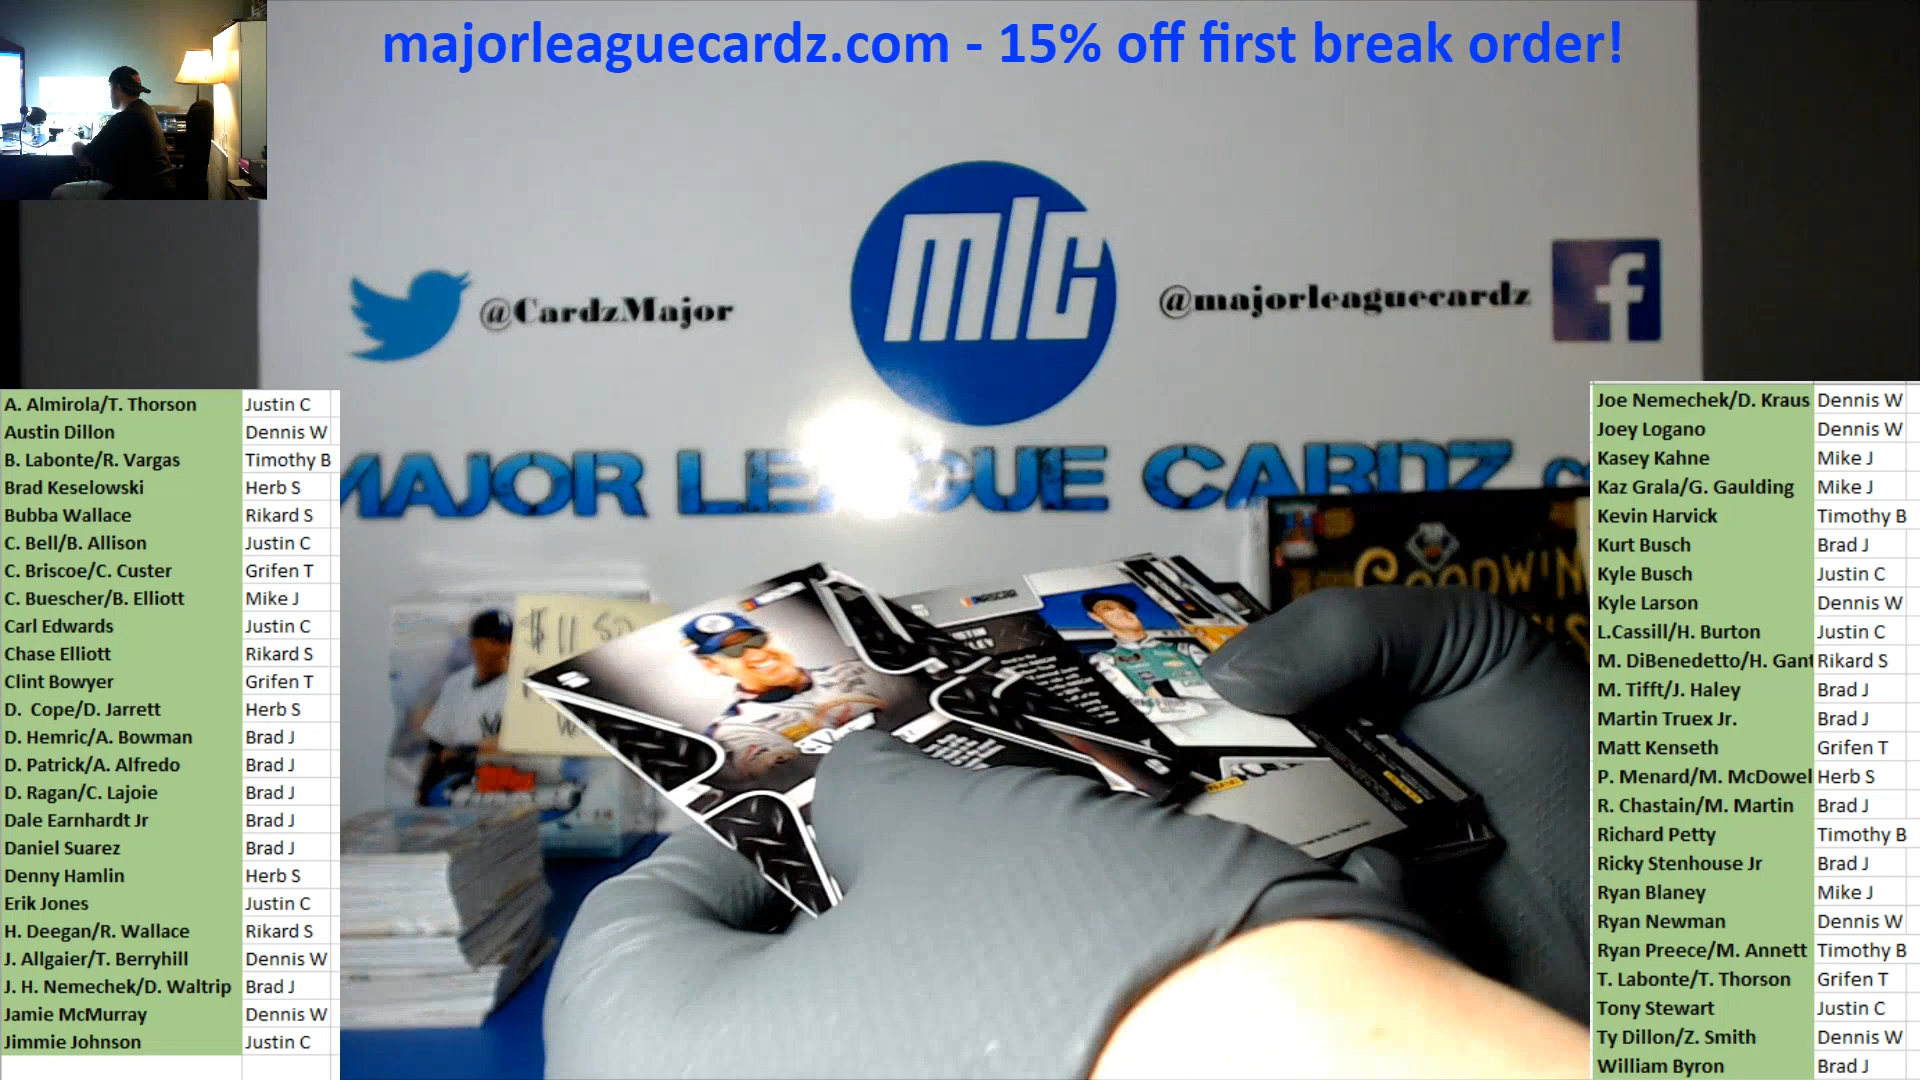 majorleaguecardz.com - 15% off first break order!
mlc
@CardzMajor
@majorleaguecardz
f
MAJOR LEAGUE CARDZ
A. Almirola/T. Thorson Justin C
Austin Dillon Dennis W
B. Labonte/R. Vargas Timothy B
Brad Keselowski Herb S
Bubba Wallace Rikard S
C. Bell/B. Allison Justin C
C. Briscoe/C. Custer Grifen T
C. Buescher/B. Elliott Mike J
Carl Edwards Justin C
Chase Elliott Rikard S
Clint Bowyer Grifen T
D. Cope/D. Jarrett Herb S
D. Hemric/A. Bowman Brad J
D. Patrick/A. Alfredo Brad J
D. Ragan/C. Lajoie Brad J
Dale Earnhardt Jr Brad J
Daniel Suarez Brad J
Denny Hamlin Herb S
Erik Jones Justin C
H. Deegan/R. Wallace Rikard S
J. Allgaier/T. Berryhill Dennis W
J. H. Nemechek/D. Waltrip Brad J
Jamie McMurray Dennis W
Jimmie Johnson Justin C
$11.50
NASCAR
GOODWIN
Joe Nemechek/D. Kraus Dennis W
Joey Logano Dennis W
Kasey Kahne Mike J
Kaz Grala/G. Gaulding Mike J
Kevin Harvick Timothy B
Kurt Busch Brad J
Kyle Busch Justin C
Kyle Larson Dennis W
L.Cassill/H. Burton Justin C
M. DiBenedetto/H. Gant Rikard S
M. Tifft/J. Haley Brad J
Martin Truex Jr. Brad J
Matt Kenseth Grifen T
P. Menard/M. McDowel Herb S
R. Chastain/M. Martin Brad J
Richard Petty Timothy B
Ricky Stenhouse Jr Brad J
Ryan Blaney Mike J
Ryan Newman Dennis W
Ryan Preece/M. Annett Timothy B
T. Labonte/T. Thorson Grifen T
Tony Stewart Justin C
Ty Dillon/Z. Smith Dennis W
William Byron Brad J